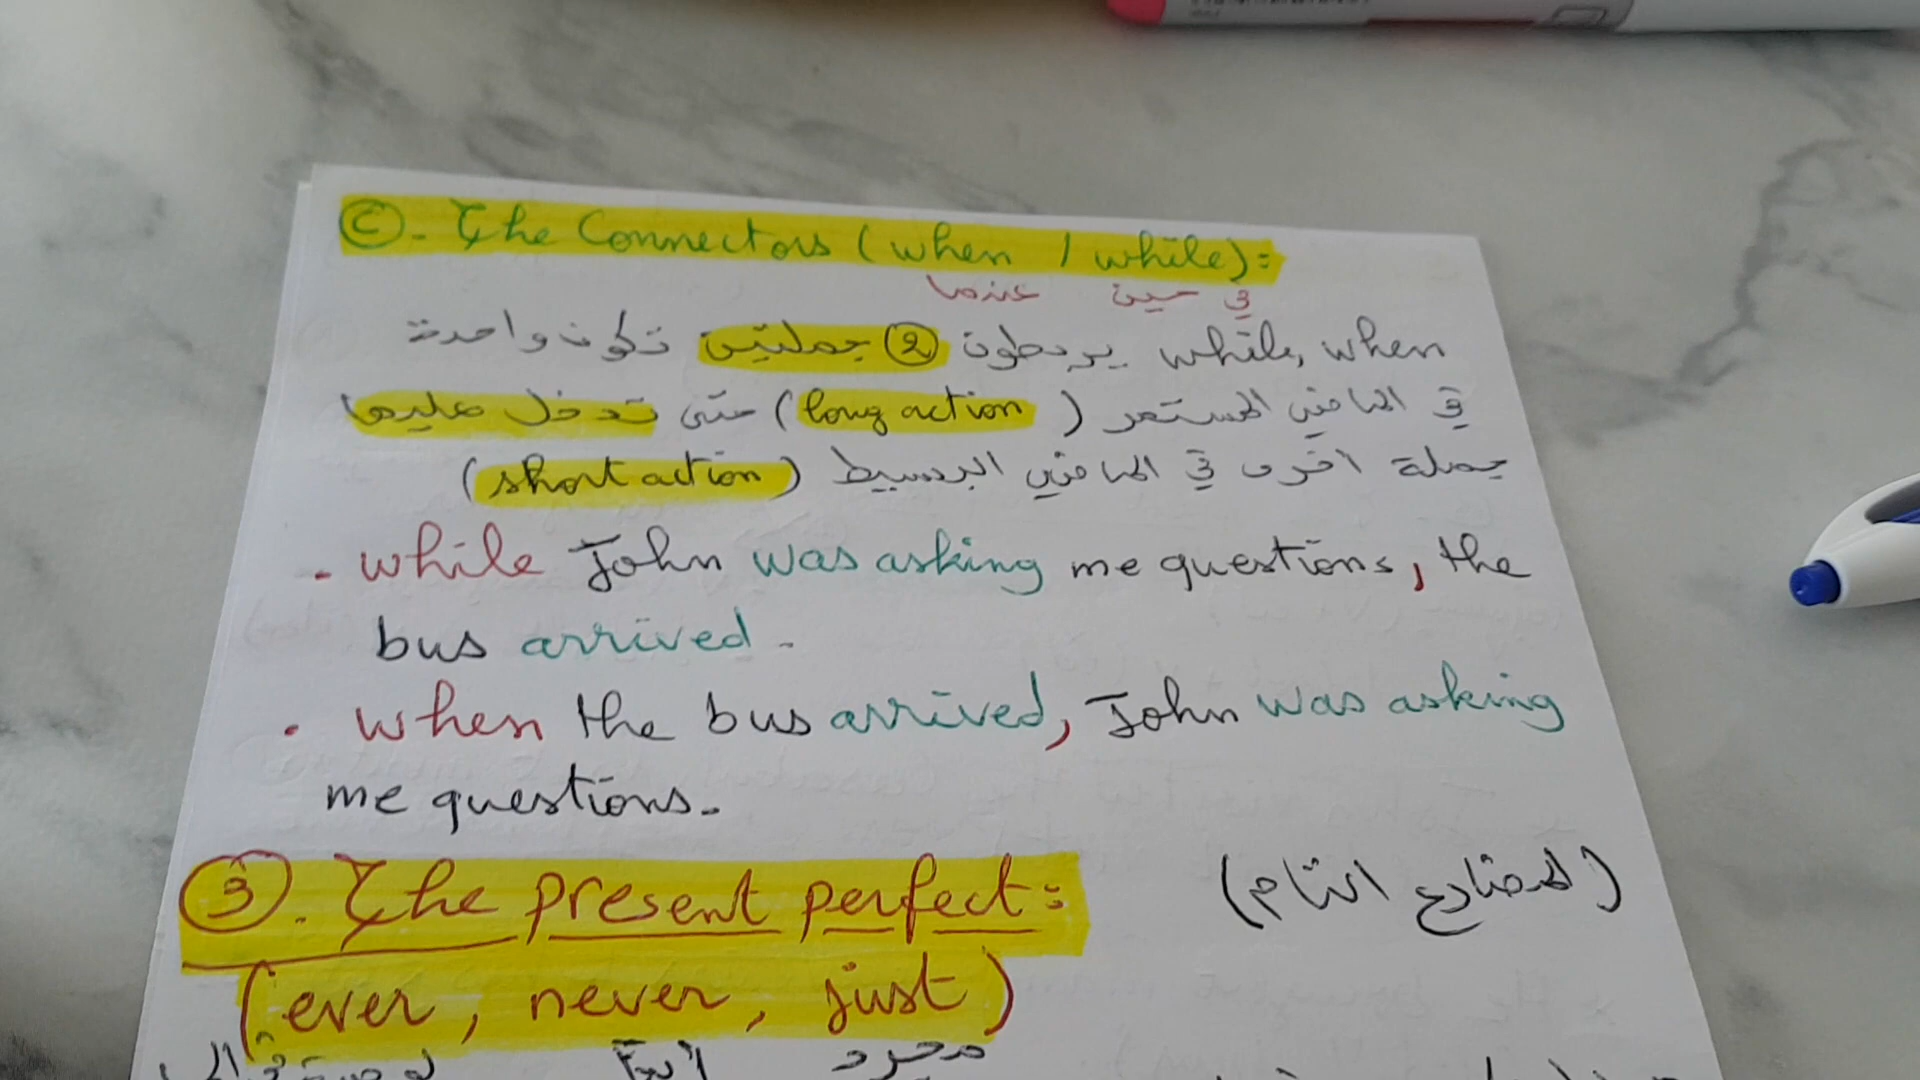 C. The Connectors (when / while):
عندما في حين
while, when يربطون 2 جملتين تكون واحدة
في الماضي المستمر (long action) حتى تدخل عليها
جملة أخرى في الماضي البسيط (short action)
. while John was asking me questions, the
bus arrived.
. when the bus arrived, John was asking
me questions.
3. The present perfect: (المضارع التام)
(ever, never, just)
أبدا مجرد